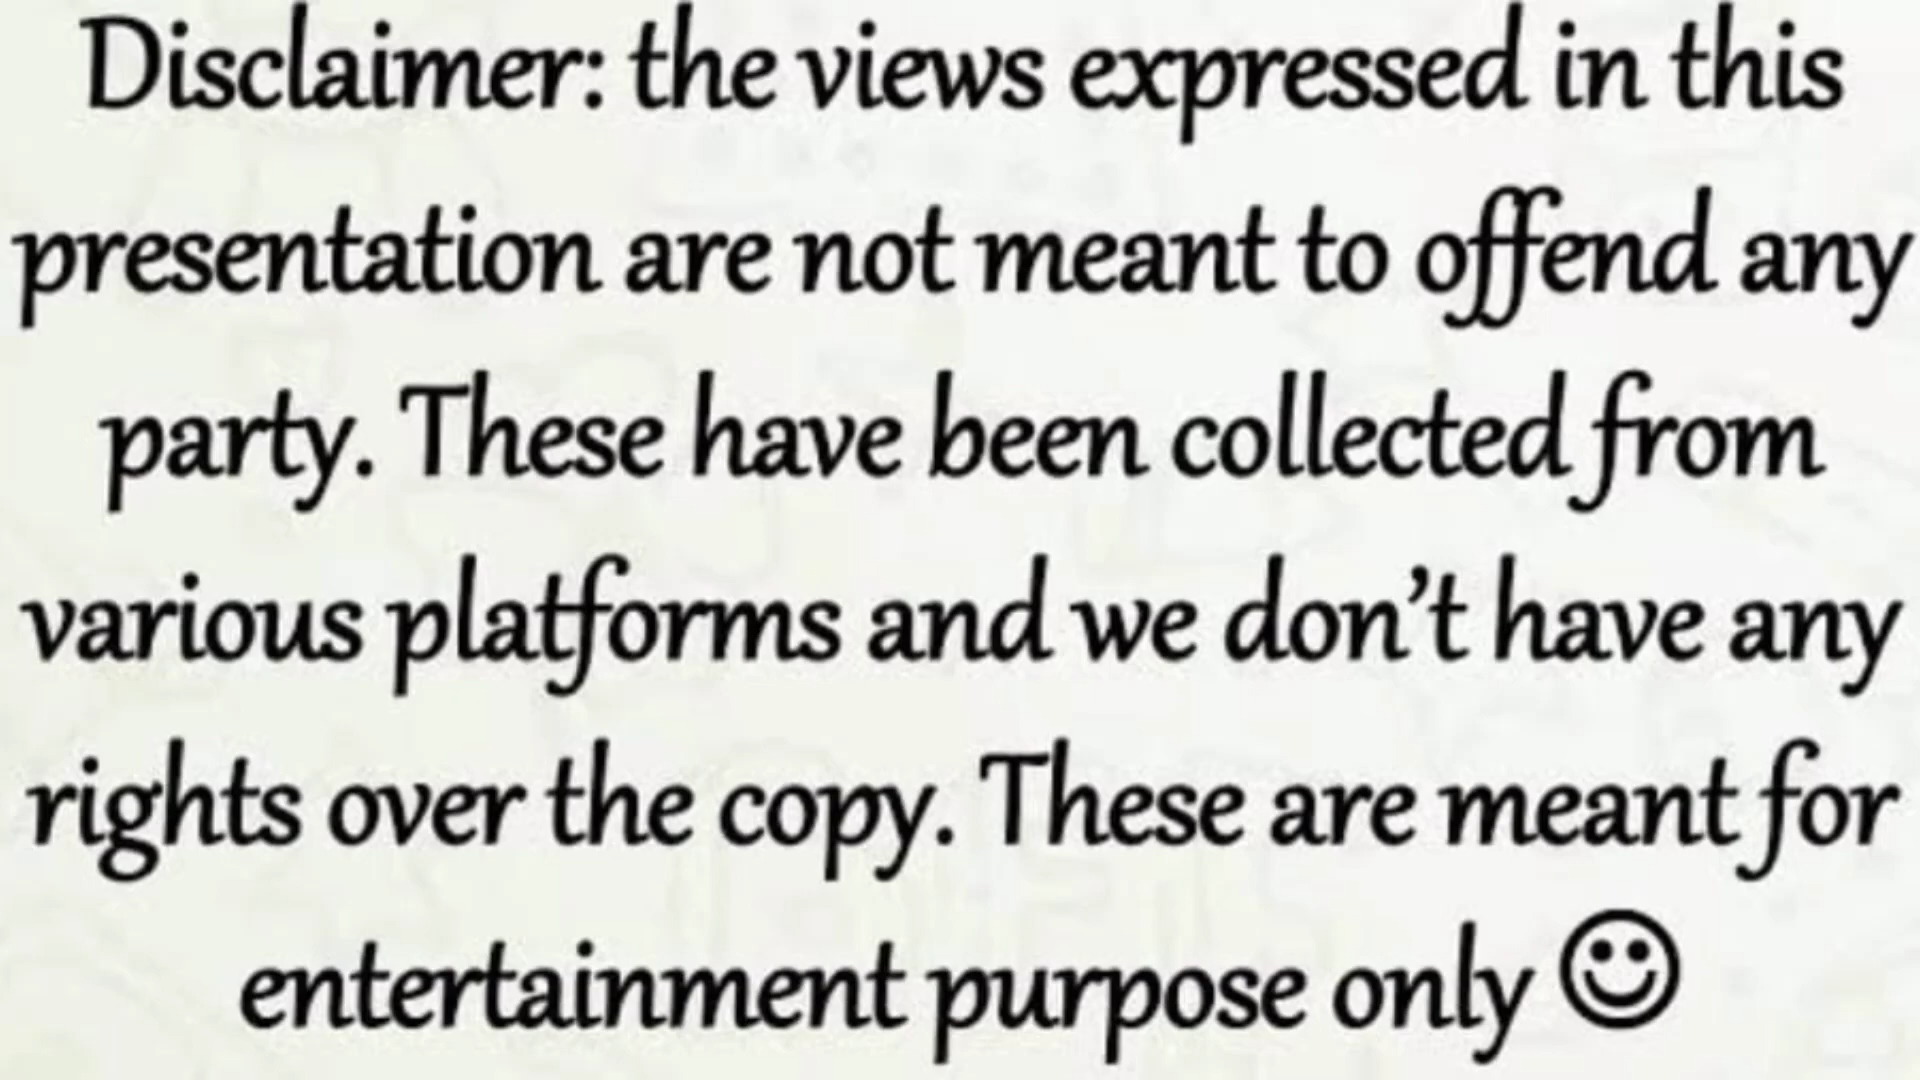 Disclaimer: the views expressed in this
presentation are not meant to offend any
party. These have been collected from
various platforms and we don’t have any
rights over the copy. These are meant for
entertainment purpose only ☺